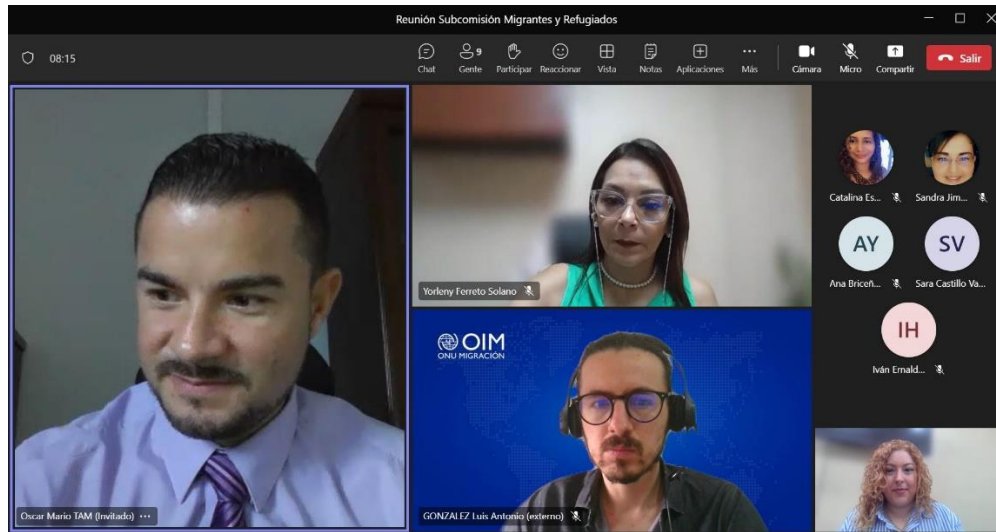 Reunión Subcomisión Migrantes y Refugiados
08:15
9
Chat
Gente
Participar
Reaccionar
Vista
Notas
Aplicaciones
Más
Cámara
Micro
Compartir
Salir
Yorleny Ferreto Solano
Catalina Es...
Sandra Jim...
AY
SV
Ana Briceñ...
Sara Castillo Va...
IH
Iván Ernald...
OIM
ONU MIGRACIÓN
Oscar Mario TAM (Invitado)
GONZALEZ Luis Antonio (externo)